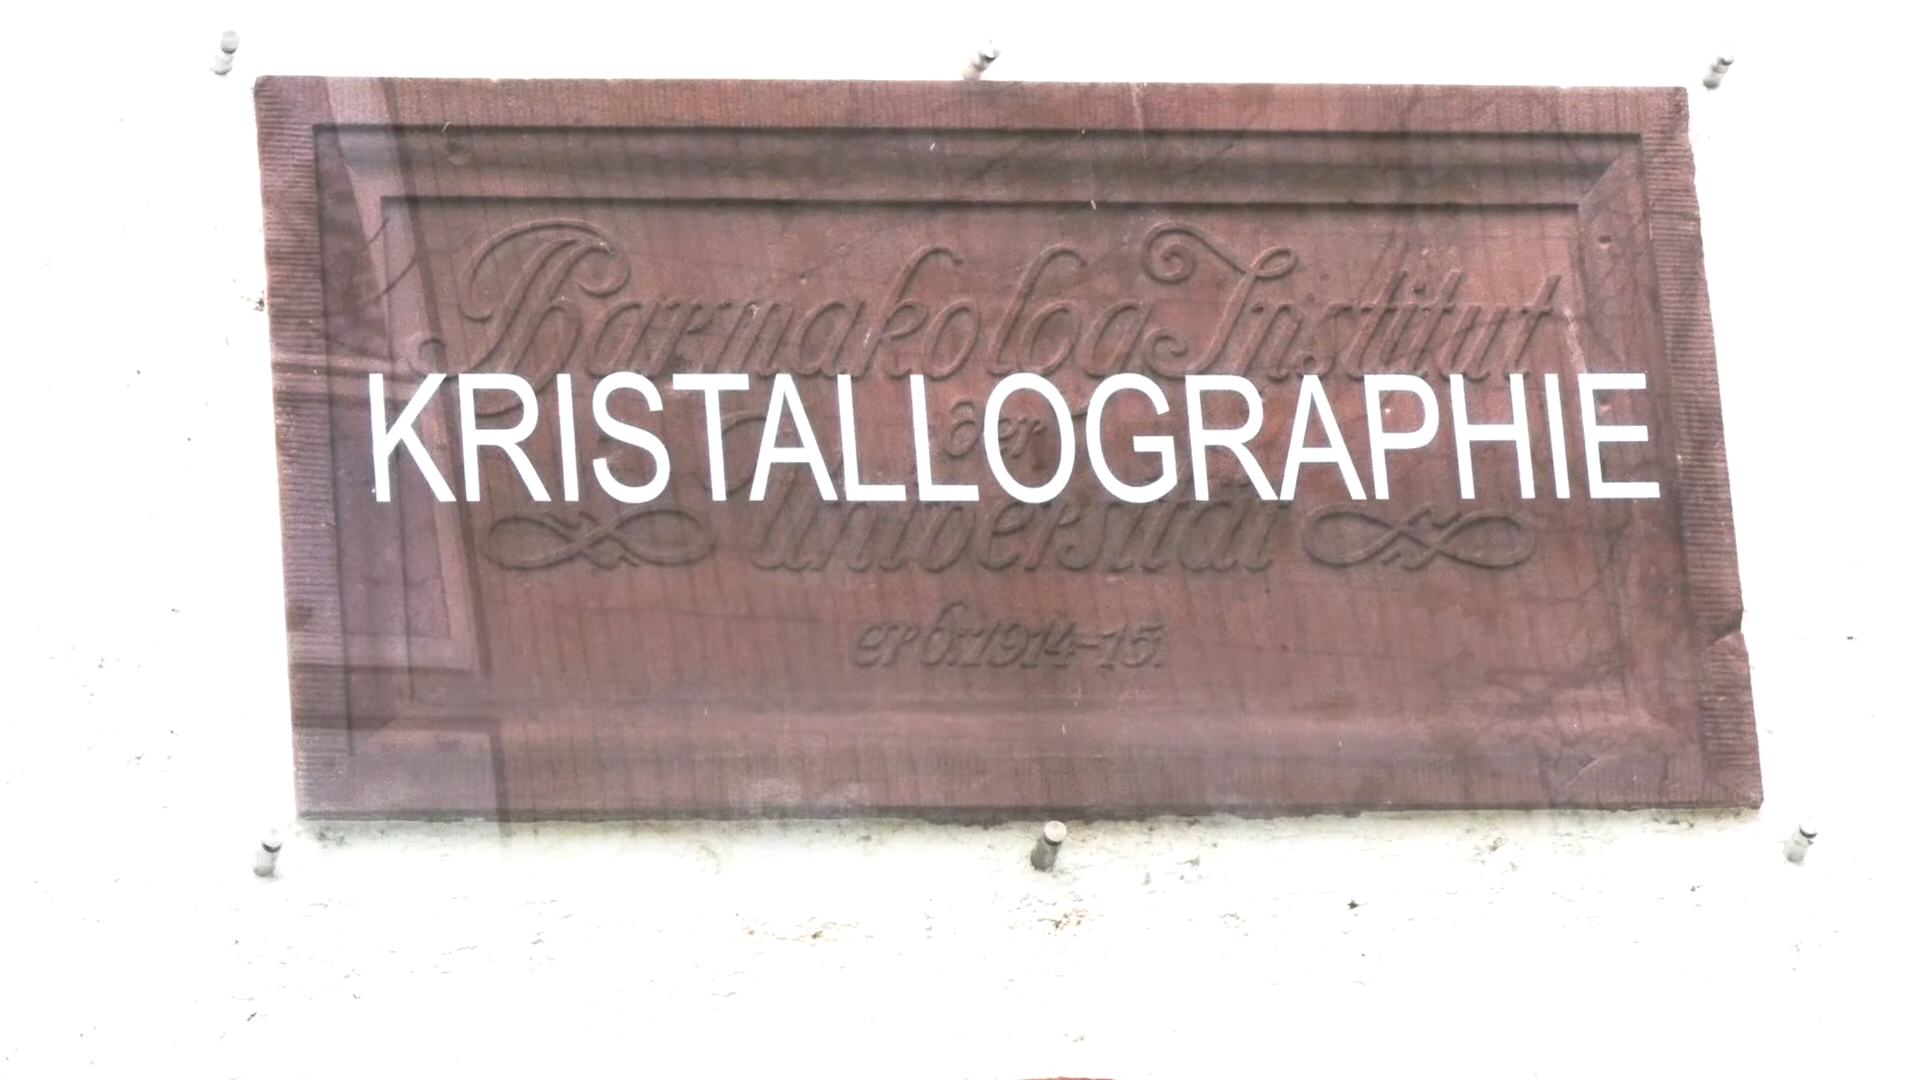 Pharmakolog Institut
KRISTALLOGRAPHIE
der
Universität
erb. 1914-15.